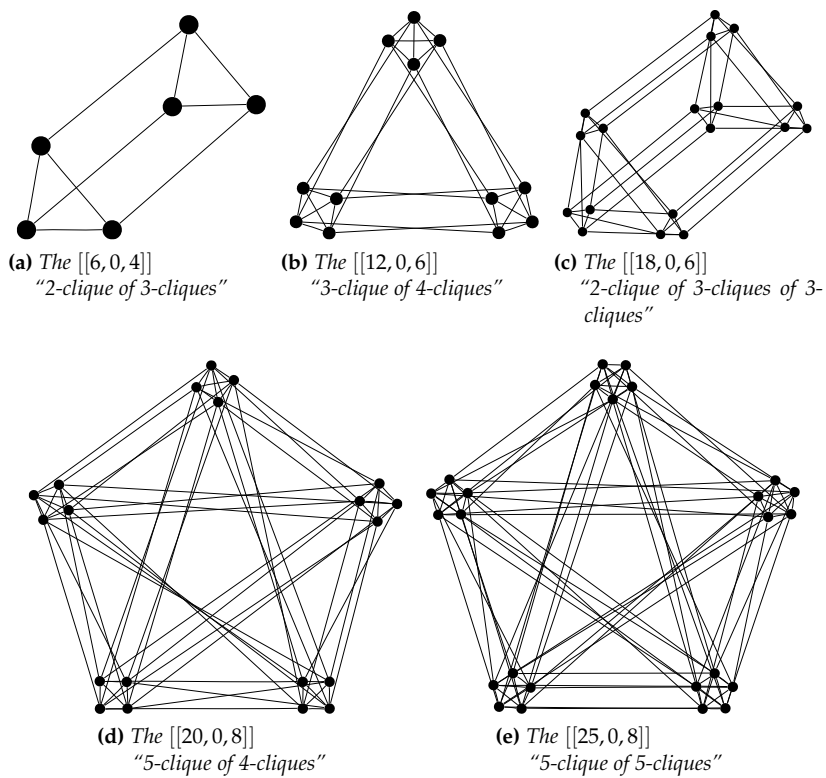 (a) The [[6, 0, 4]]
"2-clique of 3-cliques"
(b) The [[12, 0, 6]]
"3-clique of 4-cliques"
(c) The [[18, 0, 6]]
"2-clique of 3-cliques of 3-
cliques"
(d) The [[20, 0, 8]]
"5-clique of 4-cliques"
(e) The [[25, 0, 8]]
"5-clique of 5-cliques"